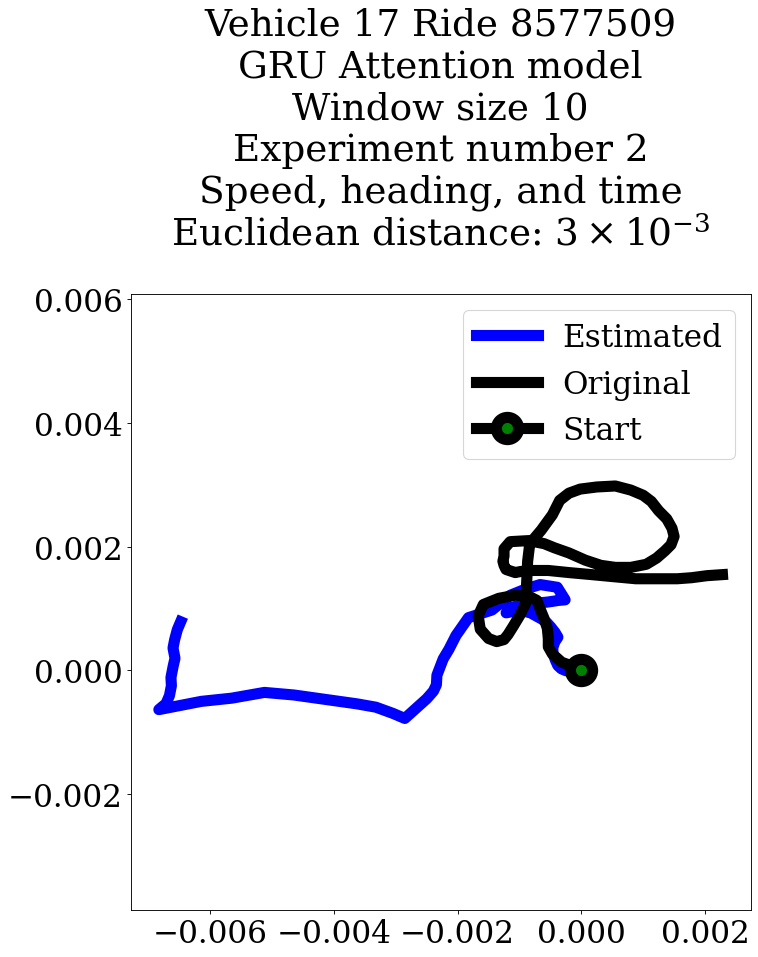 Vehicle 17 Ride 8577509
GRU Attention model
Window size 10
Experiment number 2
Speed, heading, and time
Euclidean distance: 3 × 10⁻³
0.006
0.004
0.002
0.000
−0.002
Estimated
Original
Start
−0.006 −0.004 −0.002 0.000 0.002